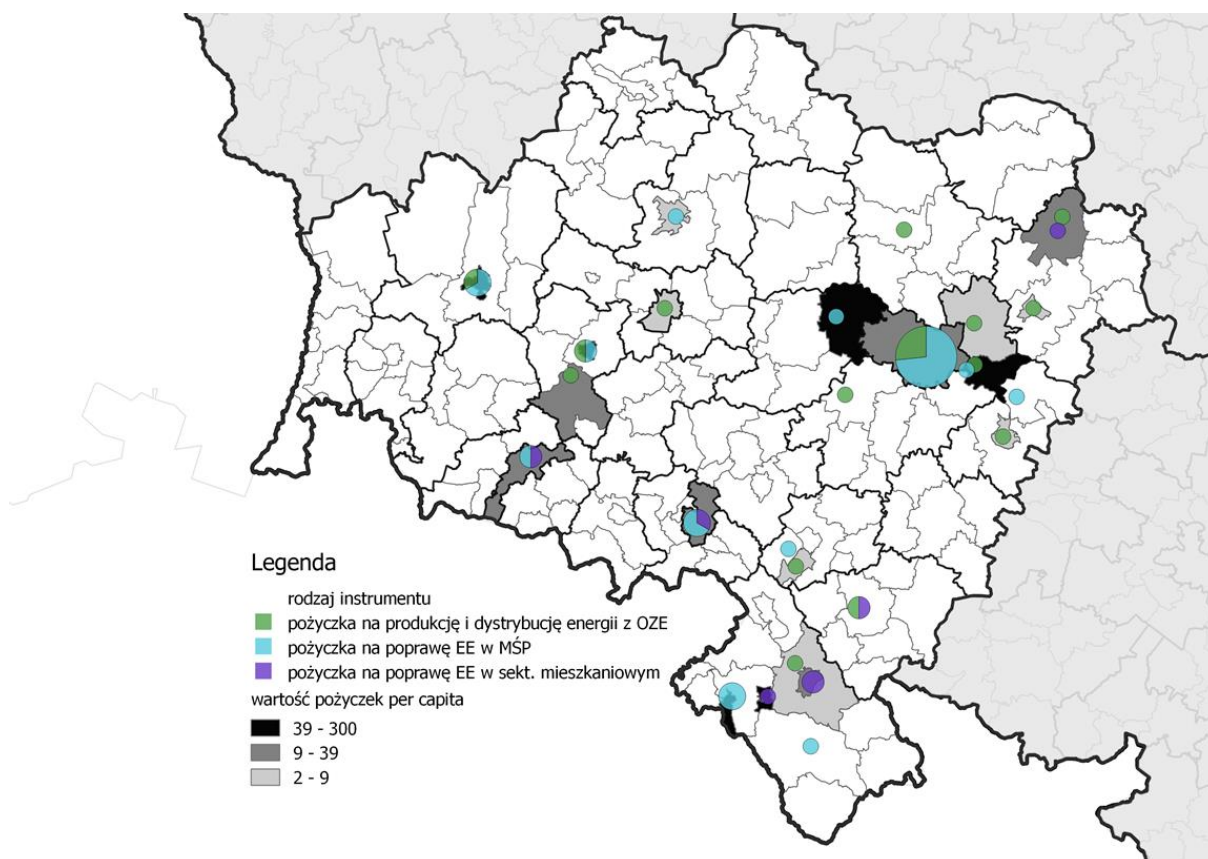 Legenda
rodzaj instrumentu
pożyczka na produkcję i dystrybucję energii z OZE
pożyczka na poprawę EE w MŚP
pożyczka na poprawę EE w sekt. mieszkaniowym
wartość pożyczek per capita
39 - 300
9 - 39
2 - 9